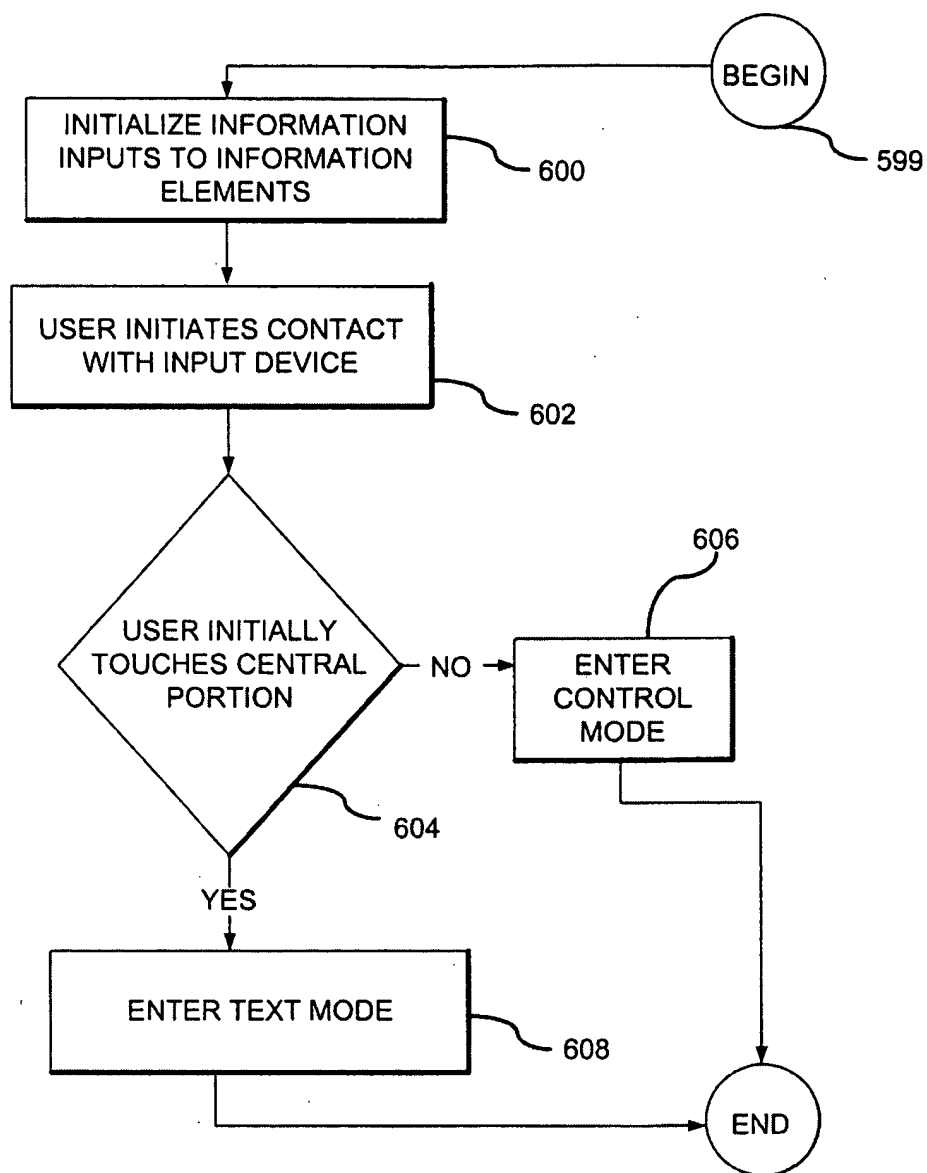 BEGIN
599
INITIALIZE INFORMATION
INPUTS TO INFORMATION
ELEMENTS
600
USER INITIATES CONTACT
WITH INPUT DEVICE
602
USER INITIALLY
TOUCHES CENTRAL
PORTION
604
NO
606
ENTER
CONTROL
MODE
YES
ENTER TEXT MODE
608
END